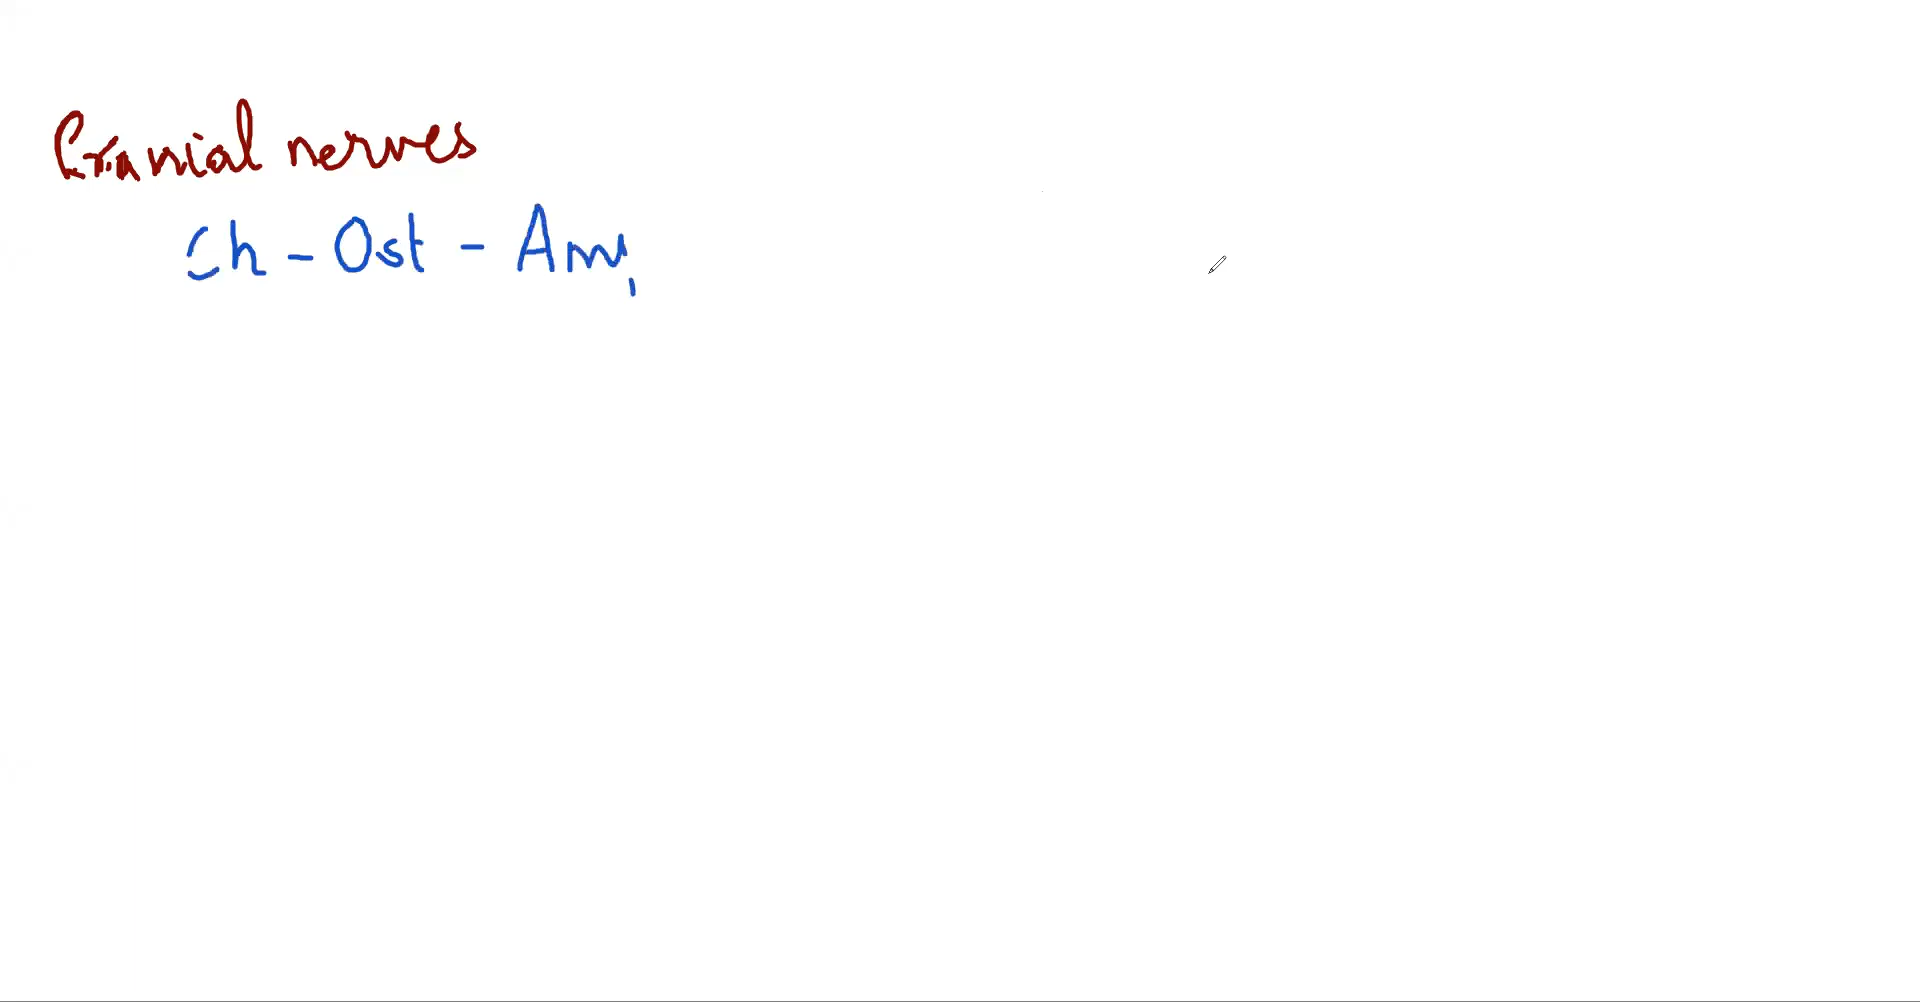 Cranial nerves
Ch - Ost - Am,